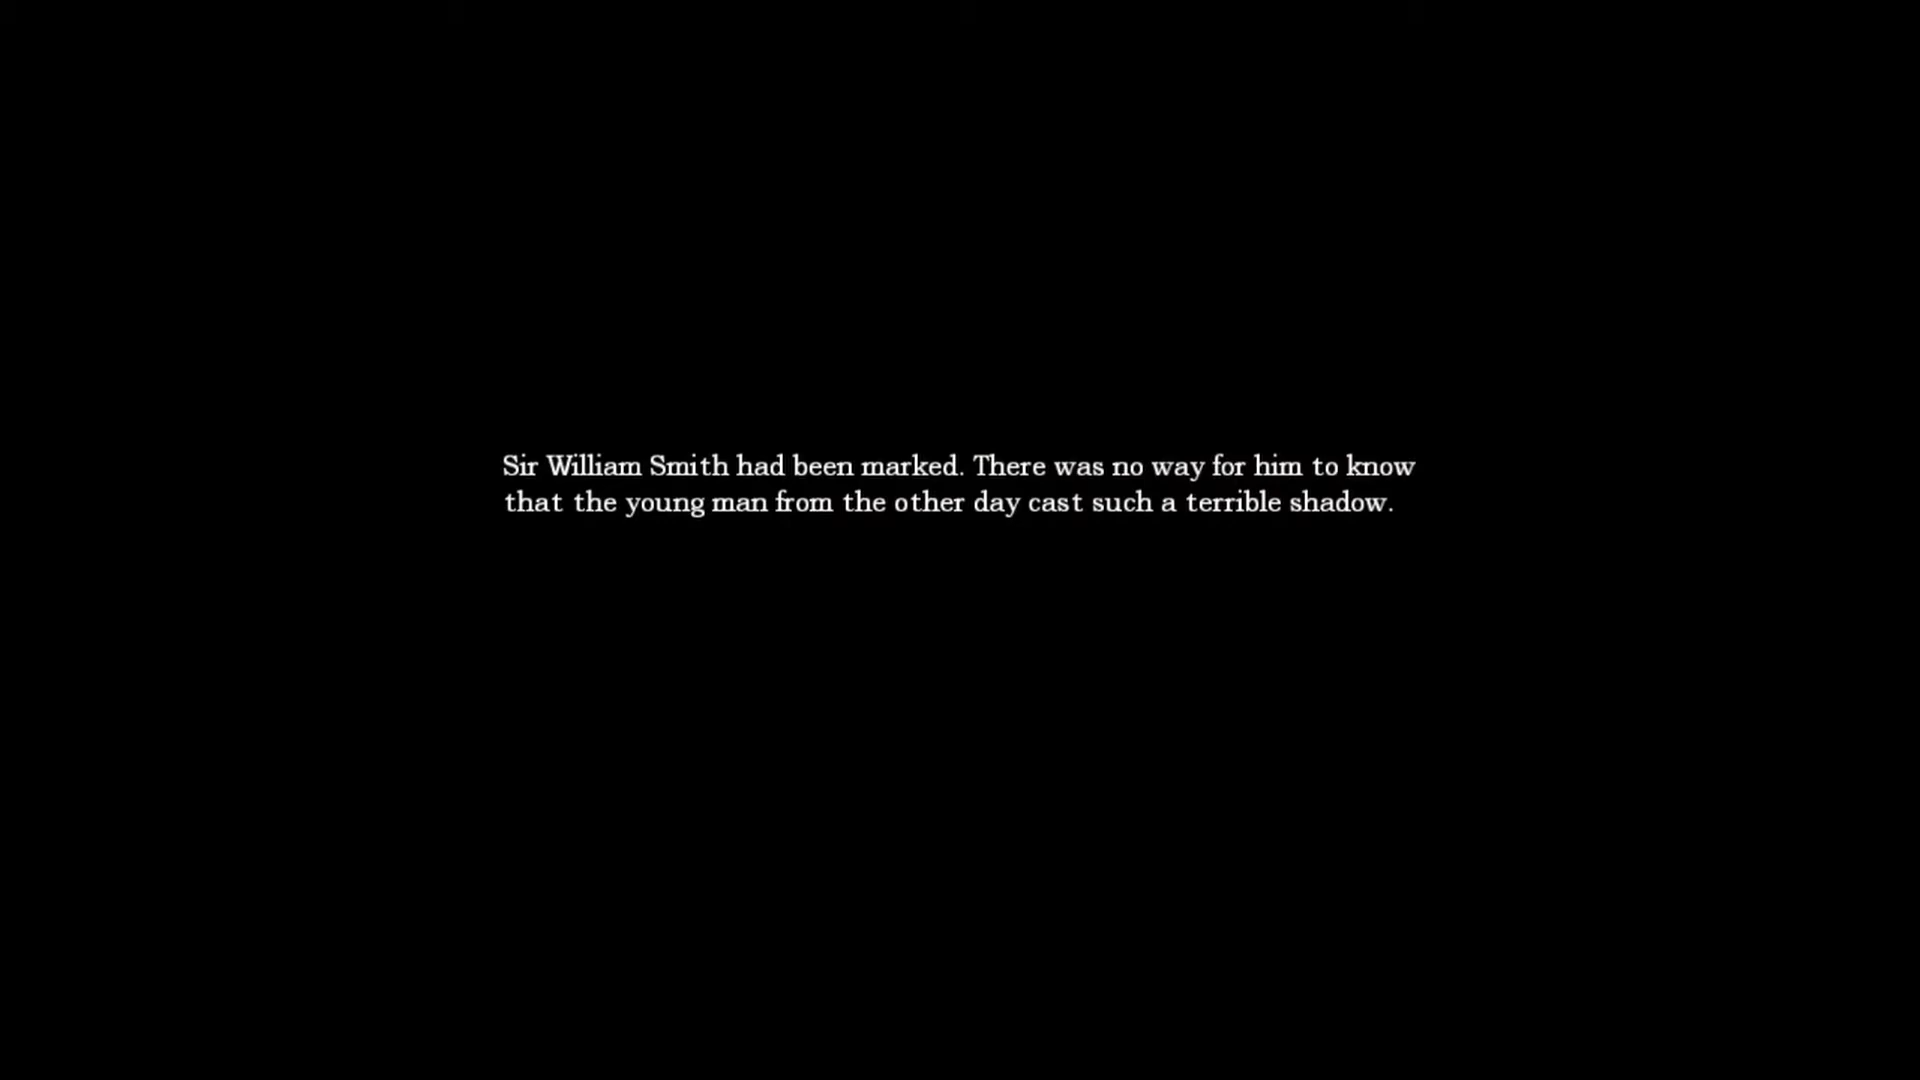 Sir William Smith had been marked. There was no way for him to know
that the young man from the other day cast such a terrible shadow.